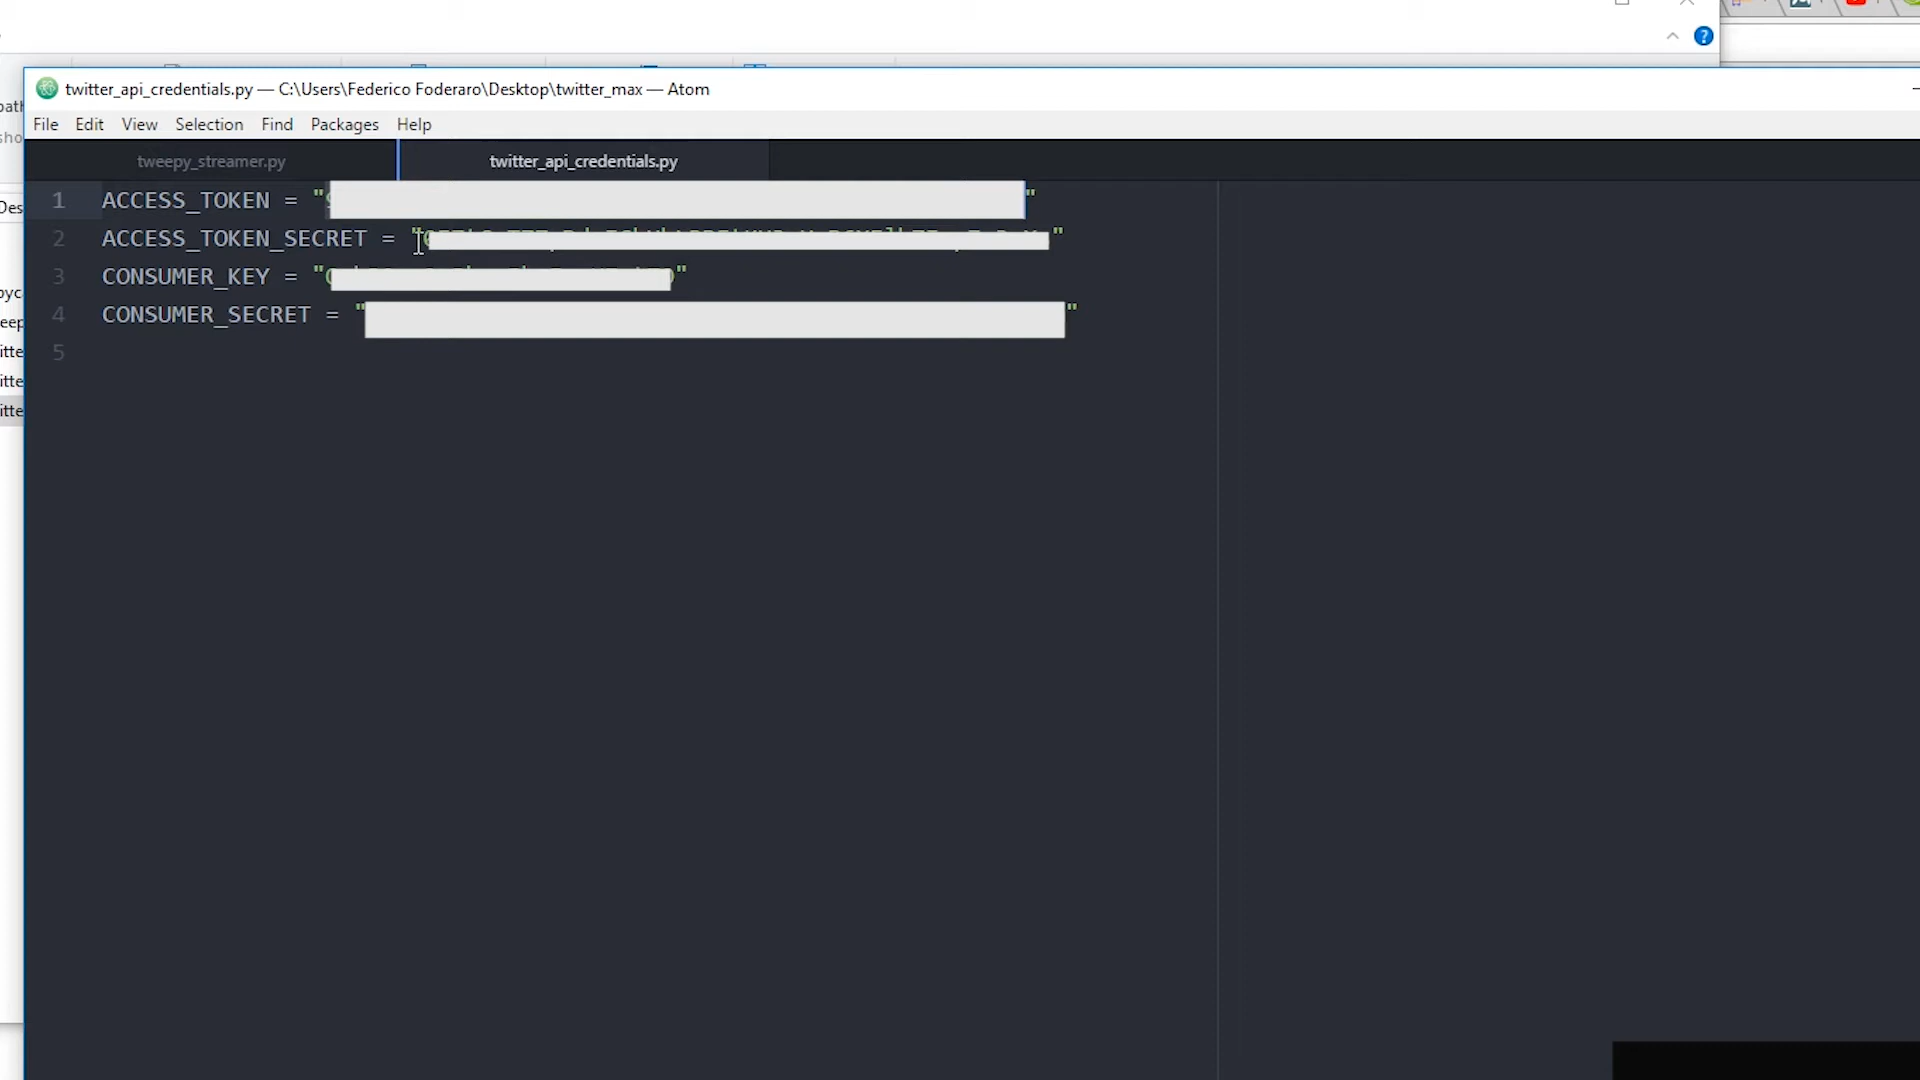 twitter_api_credentials.py — C:\Users\Federico Foderaro\Desktop\twitter_max — Atom
File Edit View Selection Find Packages Help
tweepy_streamer.py twitter_api_credentials.py
1 ACCESS_TOKEN = " "
2 ACCESS_TOKEN_SECRET = " "
3 CONSUMER_KEY = " "
4 CONSUMER_SECRET = " "
5